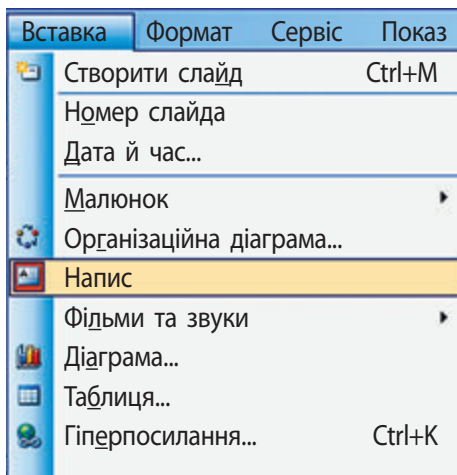 Вставка Формат Сервіс Показ
Створити слайд Ctrl+M
Номер слайда
Дата й час...
Малюнок
Організаційна діаграма...
Напис
Фільми та звуки
Діаграма...
Таблиця...
Гіперпосилання... Ctrl+K